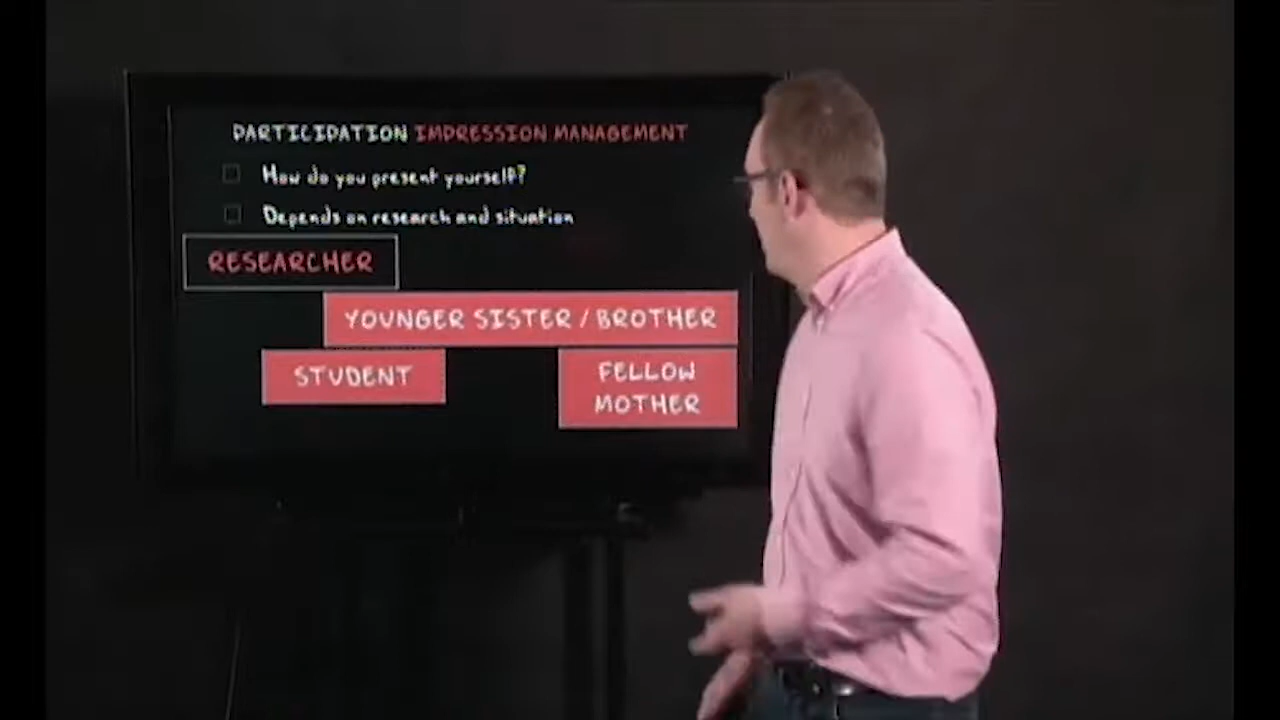 PARTICIPATION IMPRESSION MANAGEMENT
How do you present yourself?
Depends on research and situation
RESEARCHER
YOUNGER SISTER / BROTHER
STUDENT
FELLOW
MOTHER